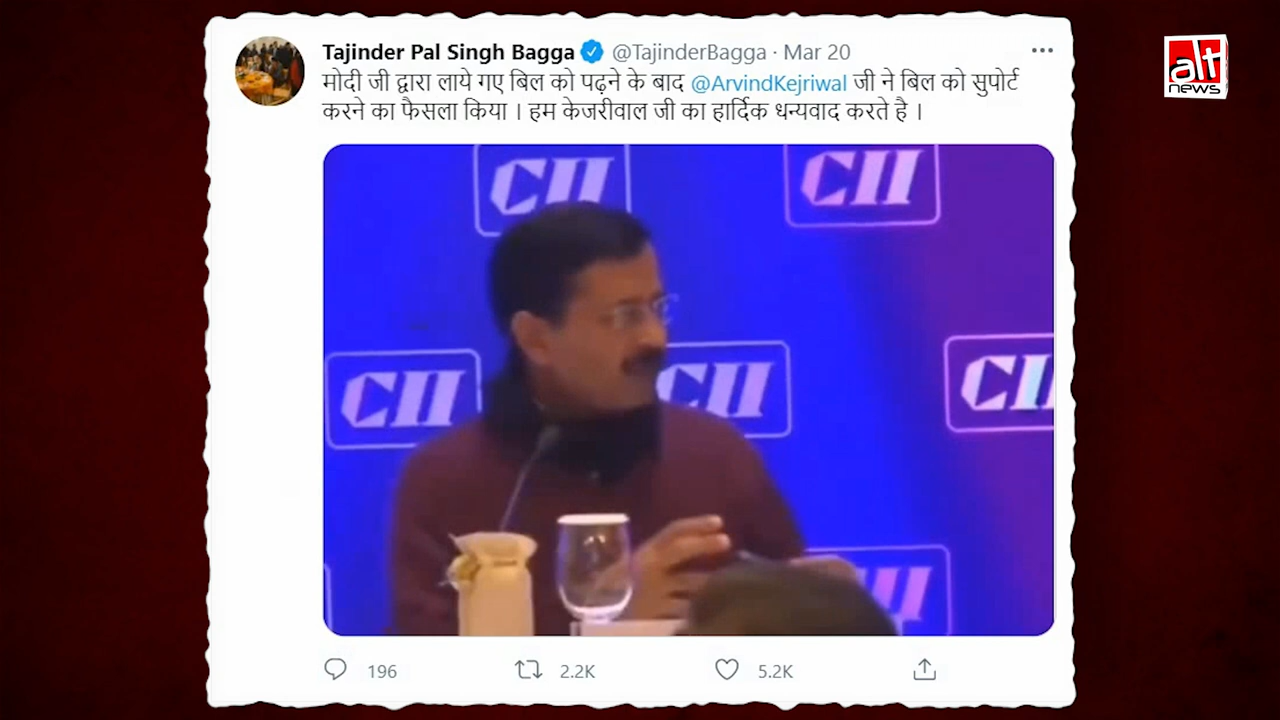 Tajinder Pal Singh Bagga @TajinderBagga · Mar 20
मोदी जी द्वारा लाये गए बिल को पढ़ने के बाद @ArvindKejriwal जी ने बिल को सुपोर्ट
करने का फैसला किया । हम केजरीवाल जी का हार्दिक धन्यवाद करते है ।
alt
news
CII
CII
CII
CII
CII
196
2.2K
5.2K